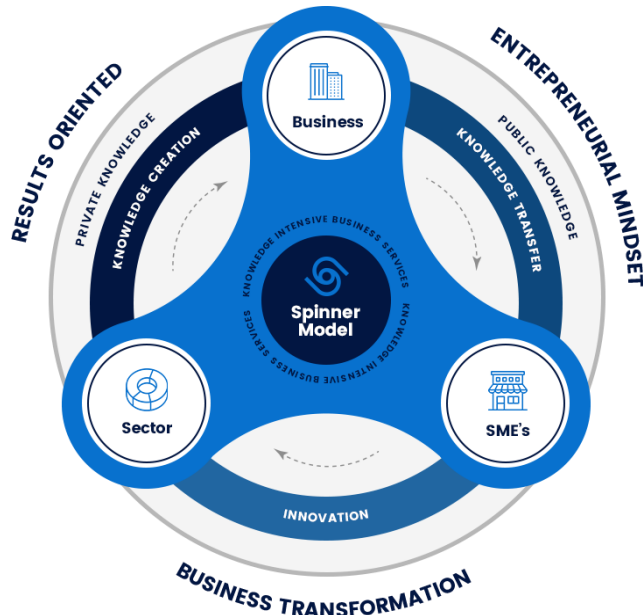 RESULTS ORIENTED
ENTREPRENEURIAL MINDSET
PRIVATE KNOWLEDGE
KNOWLEDGE CREATION
Business
KNOWLEDGE TRANSFER
PUBLIC KNOWLEDGE
KNOWLEDGE INTENSIVE BUSINESS SERVICES
Spinner
Model
KNOWLEDGE INTENSIVE BUSINESS SERVICES
Sector
SME's
INNOVATION
BUSINESS TRANSFORMATION